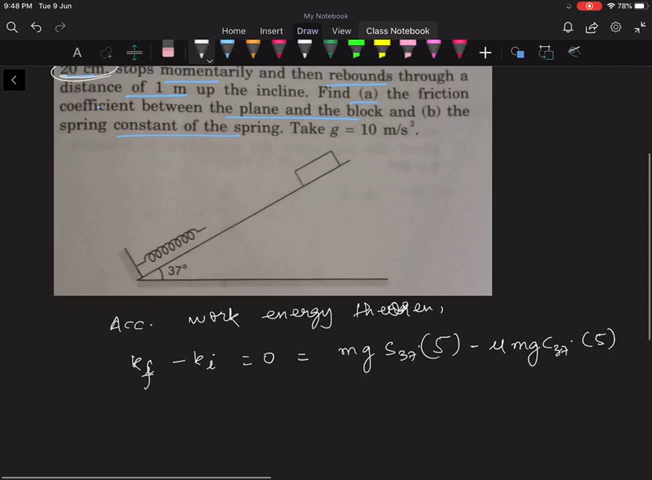 9:48 PM Tue 9 Jun
78%
My Notebook
Home Insert Draw View Class Notebook
A
20 cm, stops momentarily and then rebounds through a
distance of 1 m up the incline. Find (a) the friction
coefficient between the plane and the block and (b) the
spring constant of the spring. Take g = 10 m/s².
37°
Acc. work energy theorem,
k_f - k_i = 0 = mg S₃₇° (5) - μ mg C₃₇° (5)